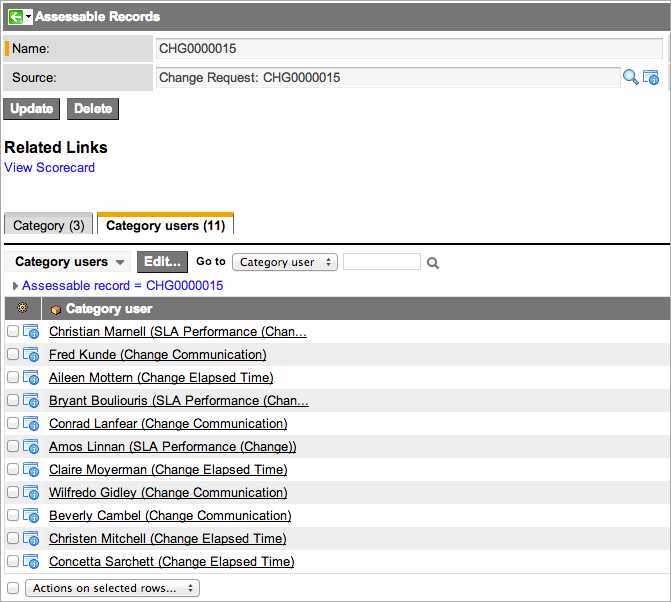 Assessable Records
Name: CHG0000015
Source: Change Request: CHG0000015
Update Delete
Related Links
View Scorecard
Category (3) Category users (11)
Category users Edit... Go to Category user
Assessable record = CHG0000015
Category user
Christian Marnell (SLA Performance (Chan...
Fred Kunde (Change Communication)
Aileen Mottern (Change Elapsed Time)
Bryant Bouliouris (SLA Performance (Chan...
Conrad Lanfear (Change Communication)
Amos Linnan (SLA Performance (Change))
Claire Moyerman (Change Elapsed Time)
Wilfredo Gidley (Change Communication)
Beverly Cambel (Change Communication)
Christen Mitchell (Change Elapsed Time)
Concetta Sarchett (Change Elapsed Time)
Actions on selected rows...